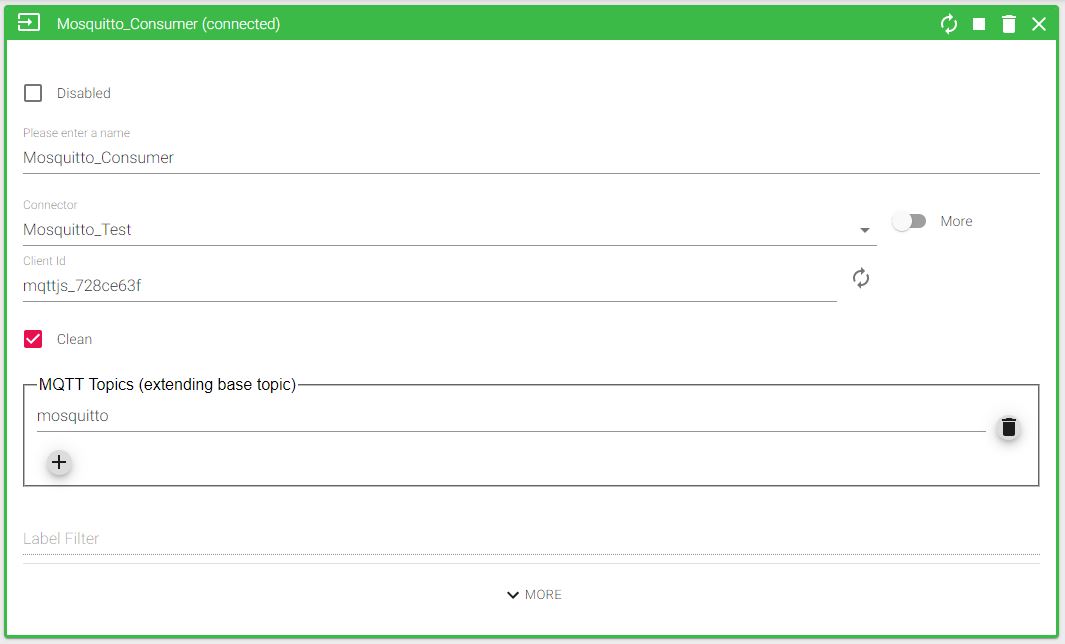 Mosquitto_Consumer (connected)
Disabled
Please enter a name
Mosquitto_Consumer
Connector
Mosquitto_Test
More
Client Id
mqttjs_728ce63f
Clean
MQTT Topics (extending base topic)
mosquitto
Label Filter
MORE